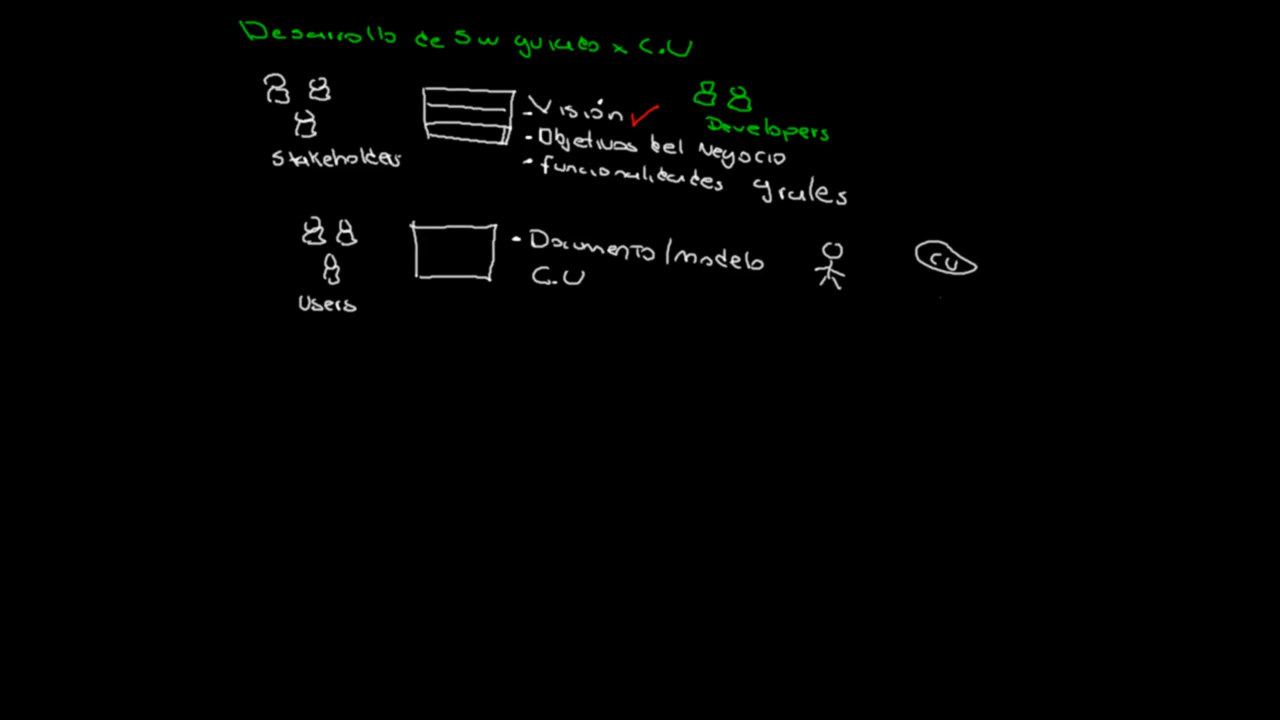 Desarrollo de Sw guiado x C.U
- Visión
Developers
- Objetivos del Negocio
Stakeholders
• funcionalidades grales
• Documento/modelo
C.U
CU
Users